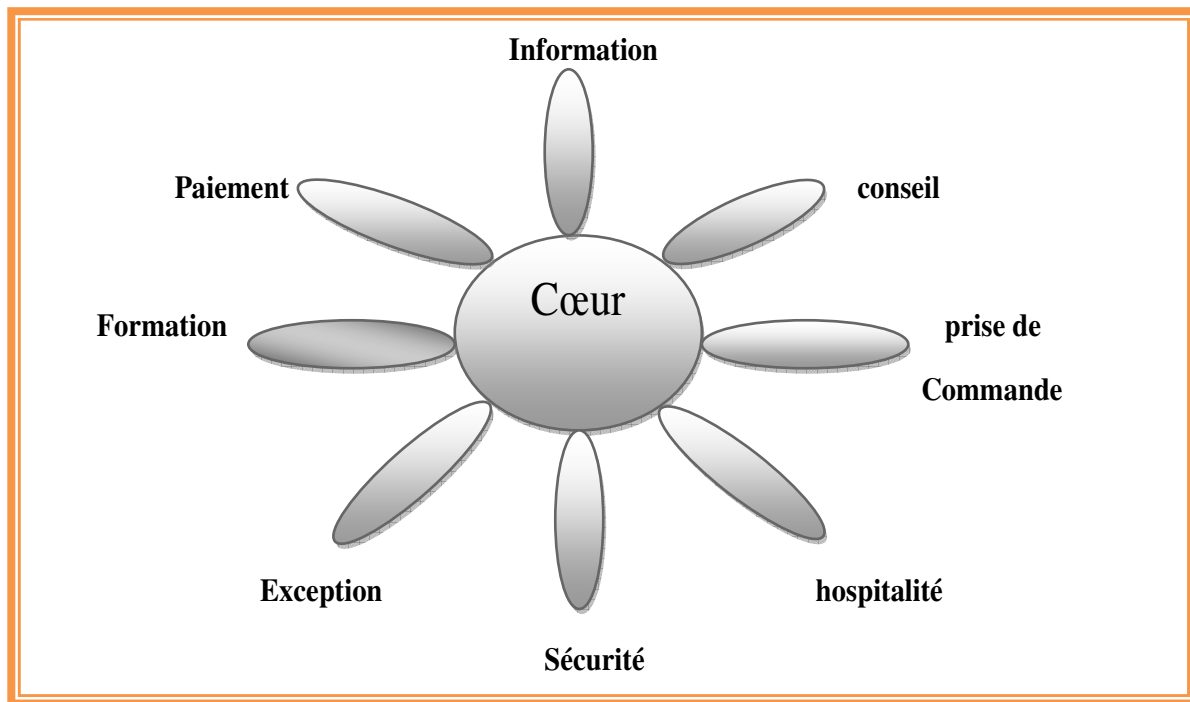 Information
Paiement
conseil
Cœur
Formation
prise de
Commande
Exception
hospitalité
Sécurité